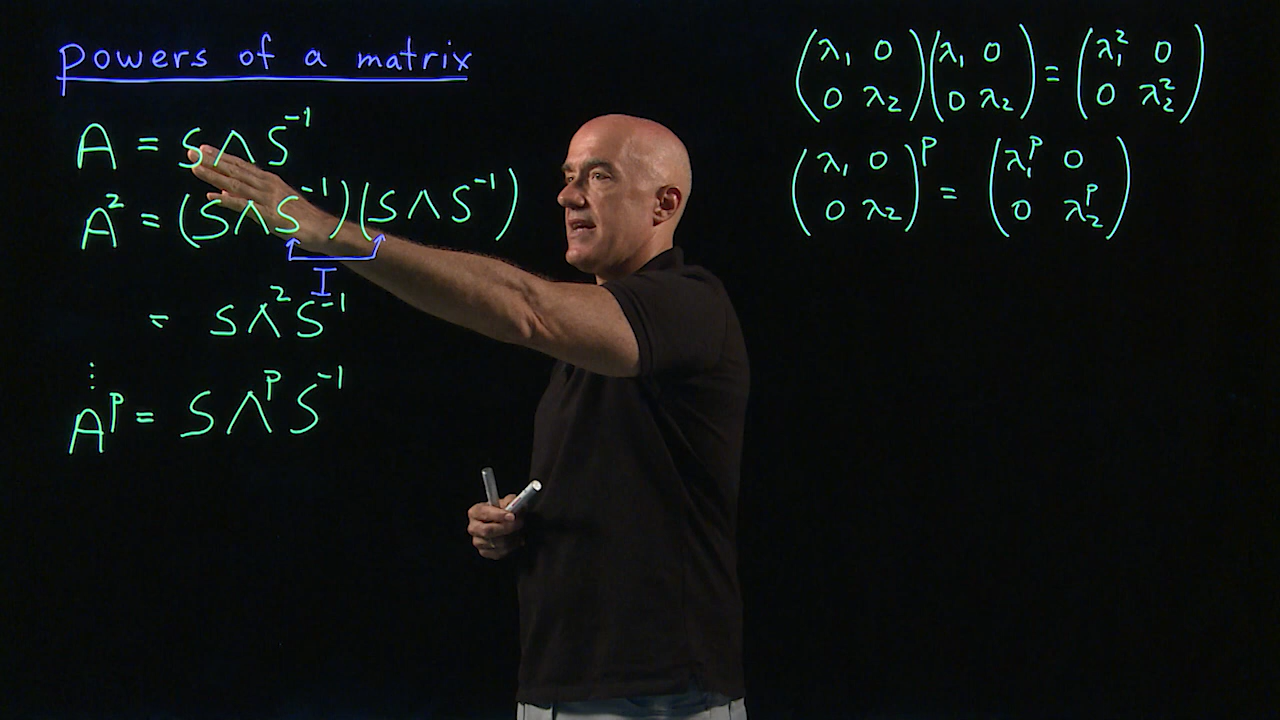 powers of a matrix
A = SΛS⁻¹
A² = (SΛS⁻¹)(SΛS⁻¹)
I
= SΛ²S⁻¹
⋮
Aᵖ = SΛᵖS⁻¹
(λ₁ 0; 0 λ₂)(λ₁ 0; 0 λ₂) = (λ₁² 0; 0 λ₂²)
(λ₁ 0; 0 λ₂)ᵖ = (λ₁ᵖ 0; 0 λ₂ᵖ)